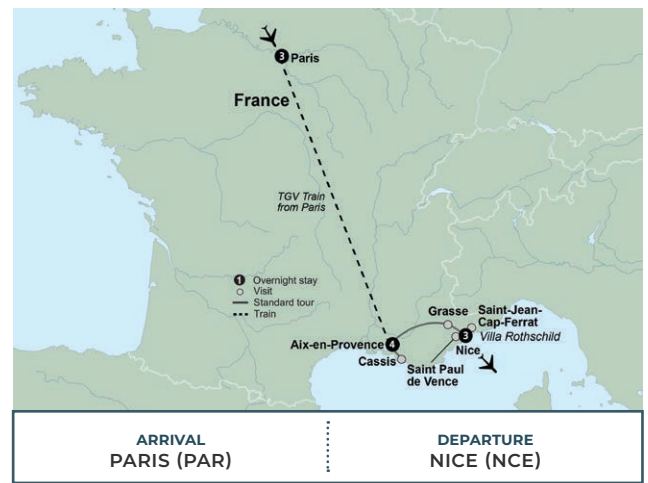 3 Paris
France
TGV Train
from Paris
1 Overnight stay
Visit
Standard tour
Train
Grasse
Saint-Jean-
Cap-Ferrat
Villa Rothschild
Aix-en-Provence 4
3
Nice
Cassis
Saint Paul
de Vence
ARRIVAL
PARIS (PAR)
DEPARTURE
NICE (NCE)